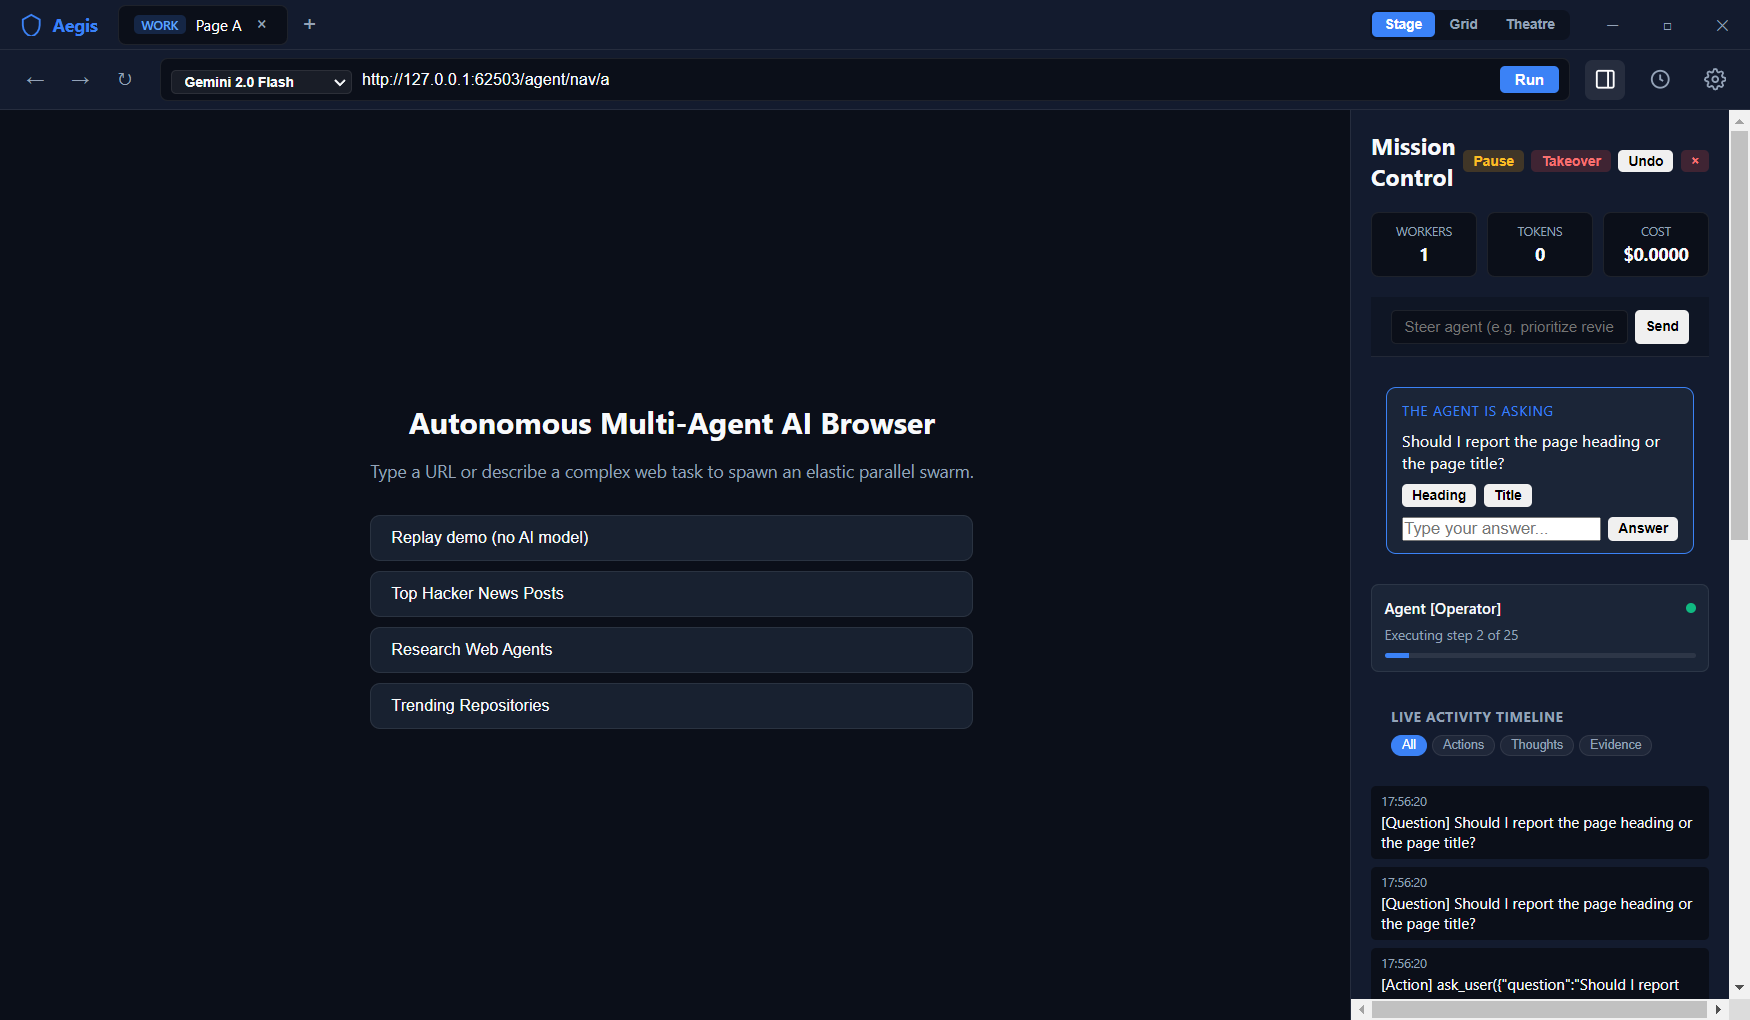 Aegis
WORK Page A
Stage Grid Theatre
Gemini 2.0 Flash
http://127.0.0.1:62503/agent/nav/a
Run
Autonomous Multi-Agent AI Browser
Type a URL or describe a complex web task to spawn an elastic parallel swarm.
Replay demo (no AI model)
Top Hacker News Posts
Research Web Agents
Trending Repositories
Mission
Control
Pause Takeover Undo
WORKERS
1
TOKENS
0
COST
$0.0000
Steer agent (e.g. prioritize revie
Send
THE AGENT IS ASKING
Should I report the page heading or
the page title?
Heading Title
Type your answer...
Answer
Agent [Operator]
Executing step 2 of 25
LIVE ACTIVITY TIMELINE
All Actions Thoughts Evidence
17:56:20
[Question] Should I report the page heading or
the page title?
17:56:20
[Question] Should I report the page heading or
the page title?
17:56:20
[Action] ask_user({"question":"Should I report